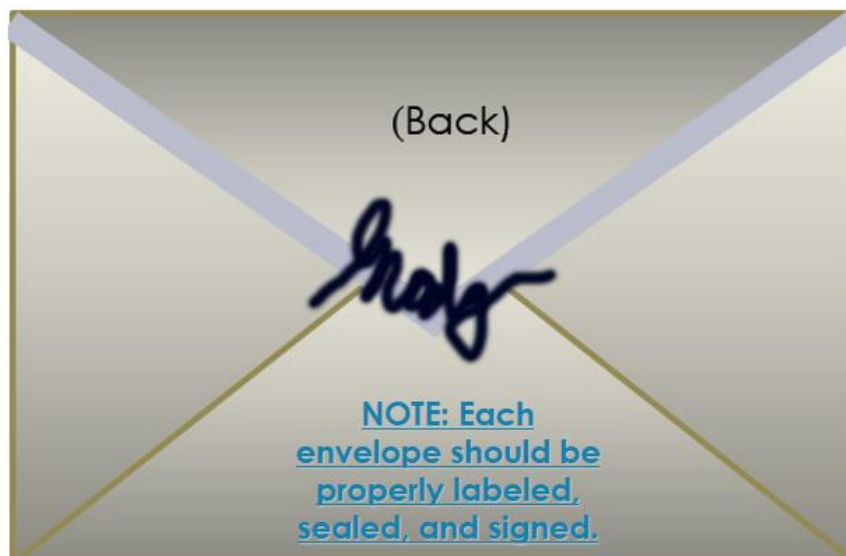 (Back)
NOTE: Each
envelope should be
properly labeled,
sealed, and signed.